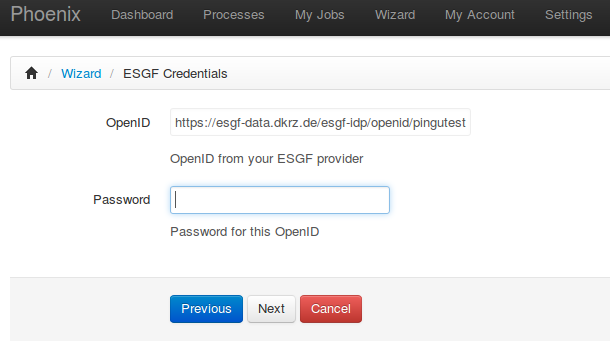 Phoenix Dashboard Processes My Jobs Wizard My Account Settings
/ Wizard / ESGF Credentials
OpenID https://esgf-data.dkrz.de/esgf-idp/openid/pingutest
OpenID from your ESGF provider
Password
Password for this OpenID
Previous Next Cancel